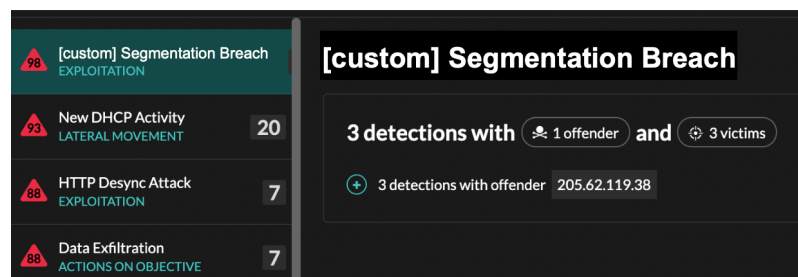 98
[custom] Segmentation Breach
EXPLOITATION
93
New DHCP Activity
LATERAL MOVEMENT
20
88
HTTP Desync Attack
EXPLOITATION
7
88
Data Exfiltration
ACTIONS ON OBJECTIVE
7
[custom] Segmentation Breach
3 detections with 1 offender and 3 victims
3 detections with offender 205.62.119.38